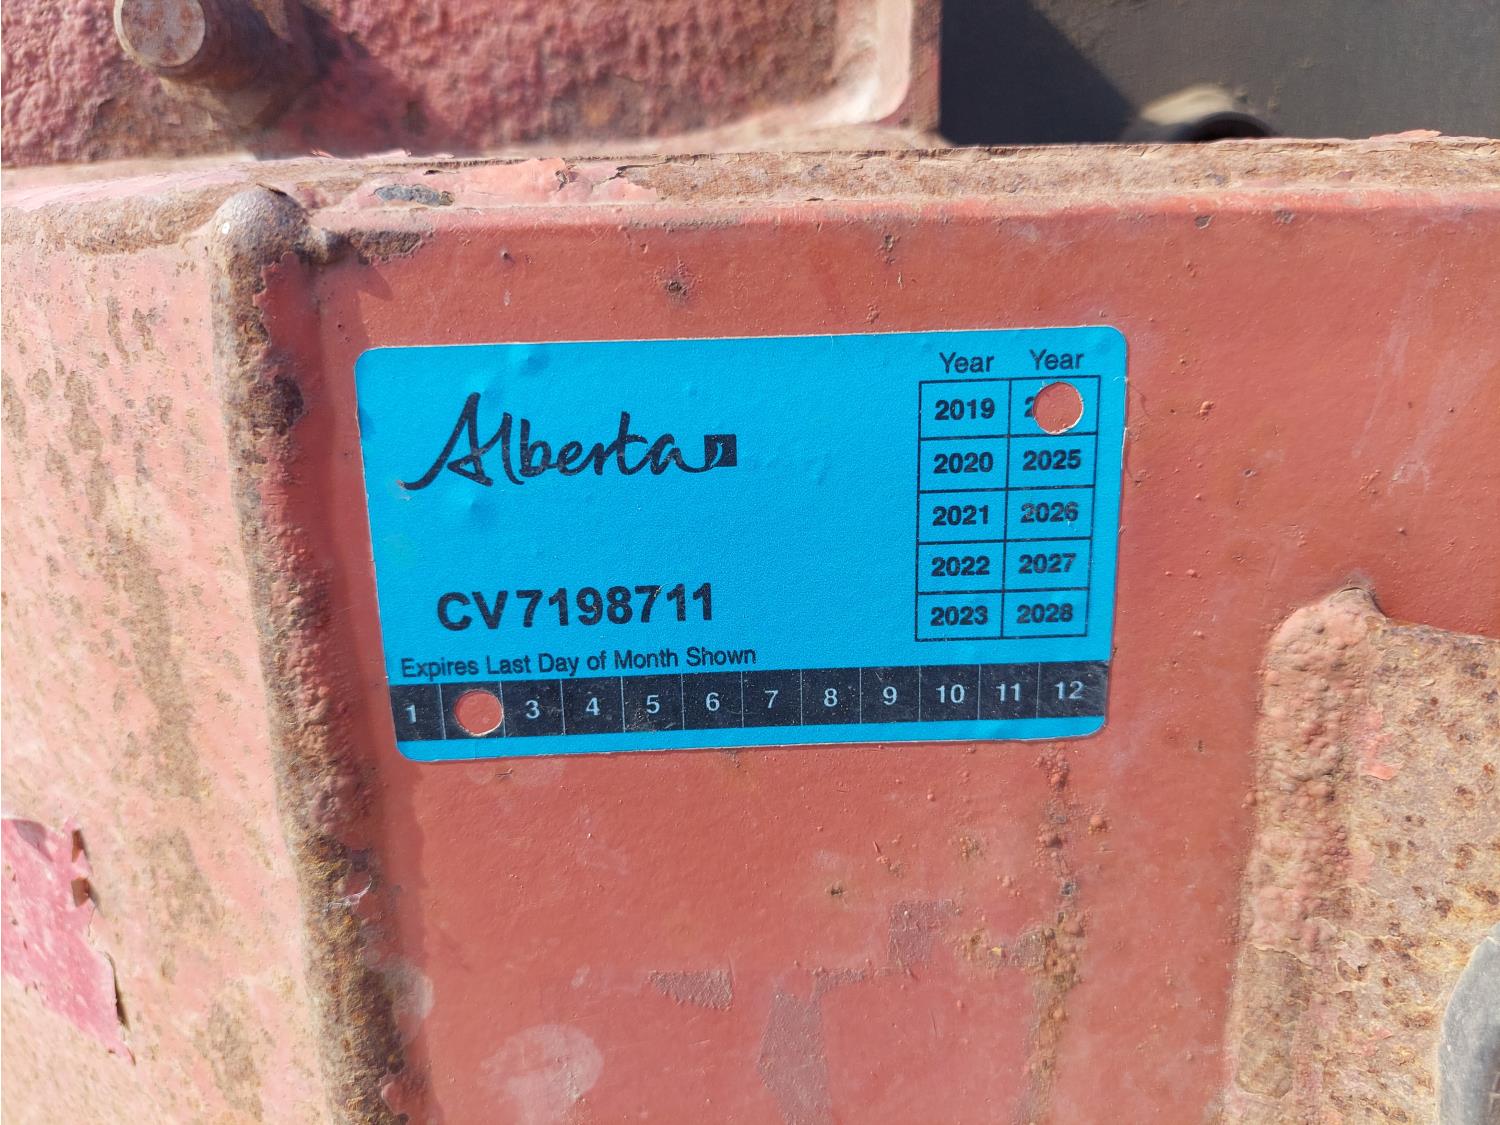 Alberta
Year Year
2019
2020 2025
2021 2026
2022 2027
2023 2028
CV7198711
Expires Last Day of Month Shown
1 3 4 5 6 7 8 9 10 11 12